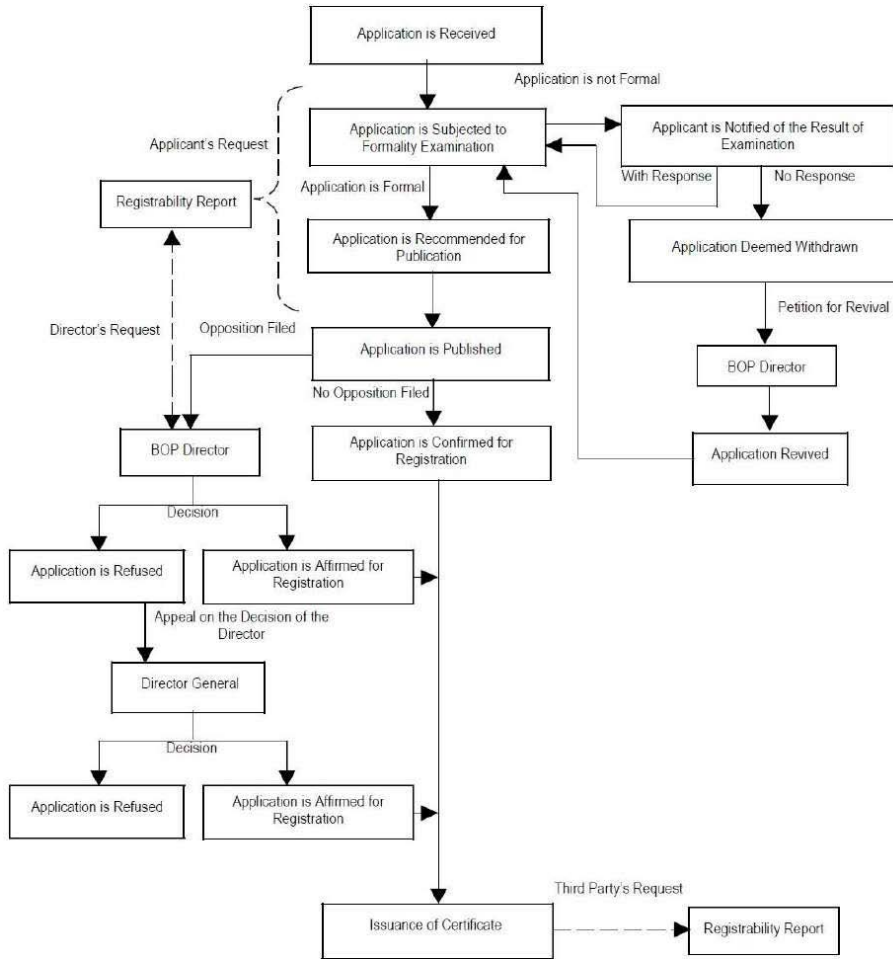 Application is Received
Application is not Formal
Application is Subjected to
Formality Examination
Applicant is Notified of the Result of
Examination
Applicant's Request
With Response
No Response
Application is Formal
Registrability Report
Application is Recommended for
Publication
Application Deemed Withdrawn
Petition for Revival
Director's Request
Opposition Filed
Application is Published
BOP Director
No Opposition Filed
BOP Director
Application is Confirmed for
Registration
Application Revived
Decision
Application is Refused
Application is Affirmed for
Registration
Appeal on the Decision of the
Director
Director General
Decision
Application is Refused
Application is Affirmed for
Registration
Third Party's Request
Issuance of Certificate
Registrability Report